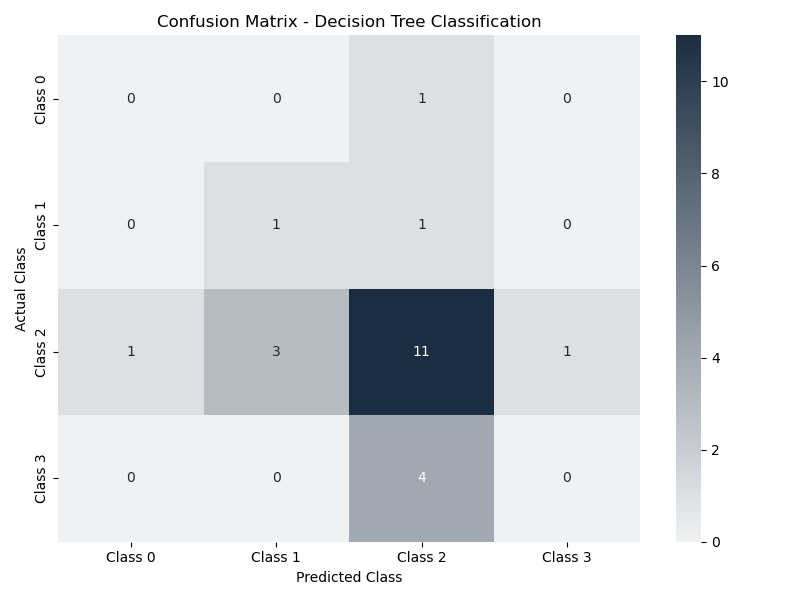 Confusion Matrix - Decision Tree Classification
Actual Class
Class 0
0 0 1 0
Class 1
0 1 1 0
Class 2
1 3 11 1
Class 3
0 0 4 0
Class 0 Class 1 Class 2 Class 3
Predicted Class
10
8
6
4
2
0